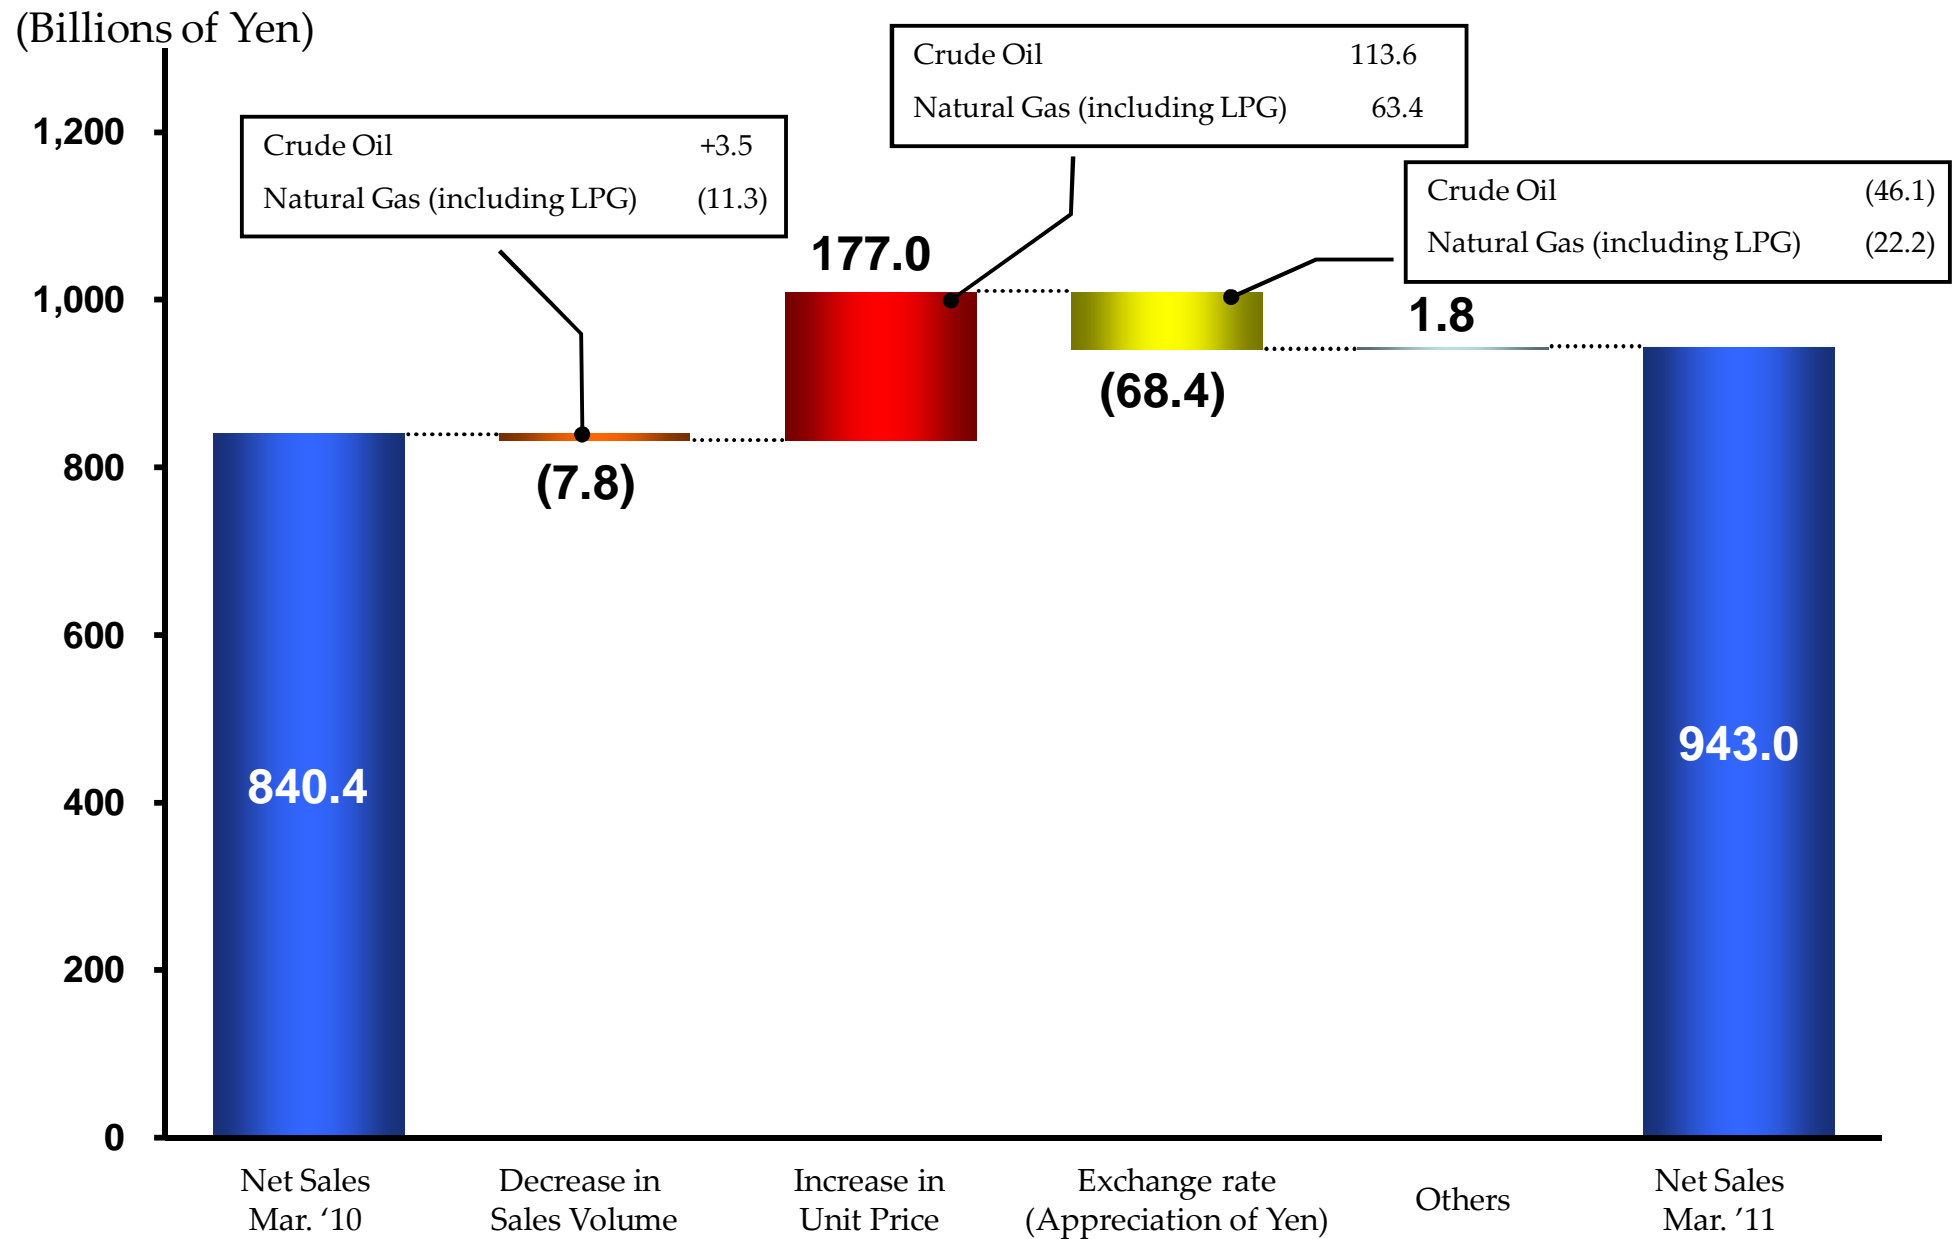 (Billions of Yen)
Crude Oil 113.6
Natural Gas (including LPG) 63.4
Crude Oil +3.5
Natural Gas (including LPG) (11.3)
Crude Oil (46.1)
Natural Gas (including LPG) (22.2)
1,200
1,000
800
600
400
200
0
177.0
1.8
(68.4)
(7.8)
840.4
943.0
Net Sales
Mar. ‘10
Decrease in
Sales Volume
Increase in
Unit Price
Exchange rate
(Appreciation of Yen)
Others
Net Sales
Mar. ’11